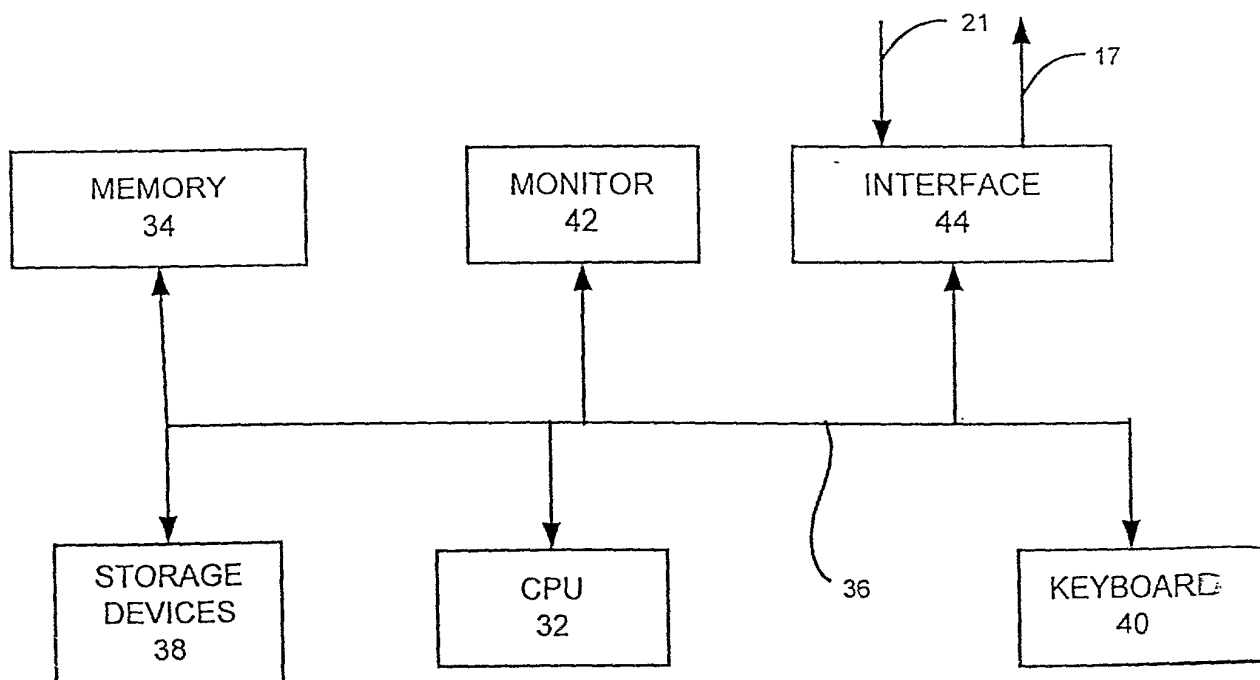 21
17
MEMORY
34
MONITOR
42
INTERFACE
44
STORAGE
DEVICES
38
CPU
32
36
KEYBOARD
40